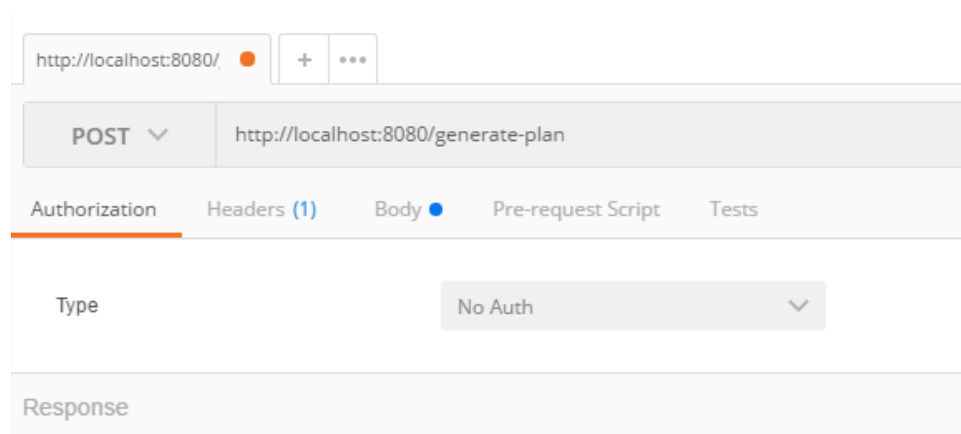 http://localhost:8080/
POST http://localhost:8080/generate-plan
Authorization Headers (1) Body Pre-request Script Tests
Type No Auth
Response